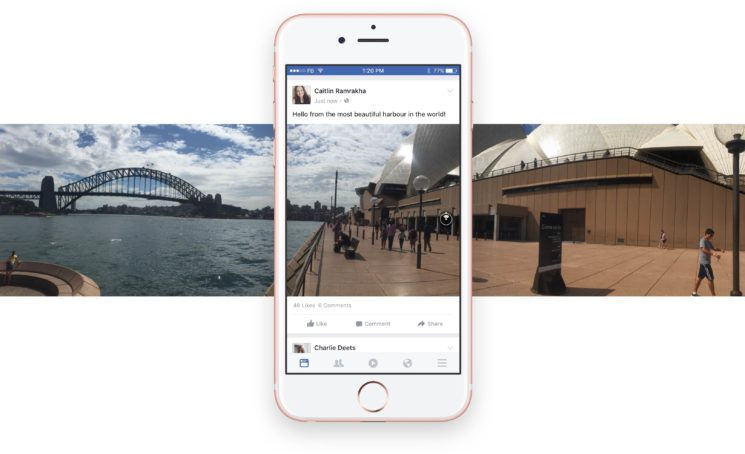 FB 1:20 PM 77%
Caitlin Ramrakha
Just now
Hello from the most beautiful harbour in the world!
46 Likes 6 Comments
Like Comment Share
Charlie Deets